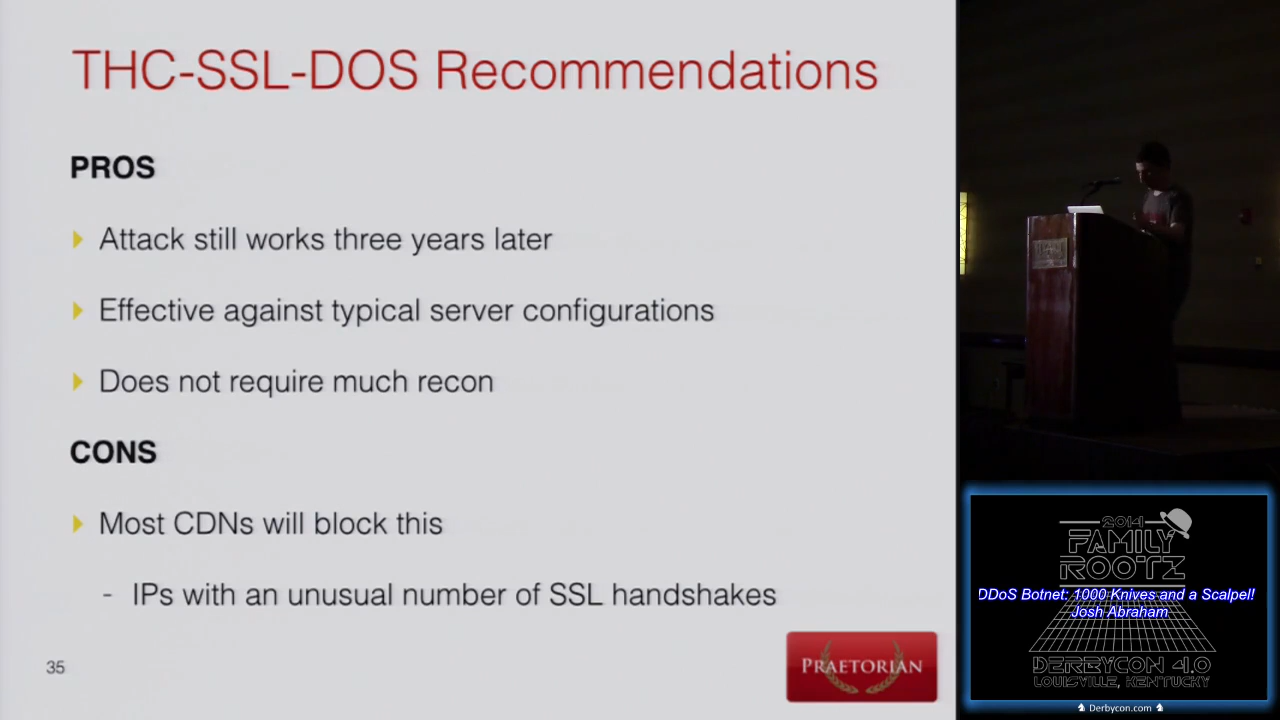 THC-SSL-DOS Recommendations
PROS
Attack still works three years later
Effective against typical server configurations
Does not require much recon
CONS
Most CDNs will block this
- IPs with an unusual number of SSL handshakes
35
PRAETORIAN
2014
FAMILY
ROOTZ
DDoS Botnet: 1000 Knives and a Scalpel!
Josh Abraham
DERBYCON 4.0
LOUISVILLE, KENTUCKY
Derbycon.com